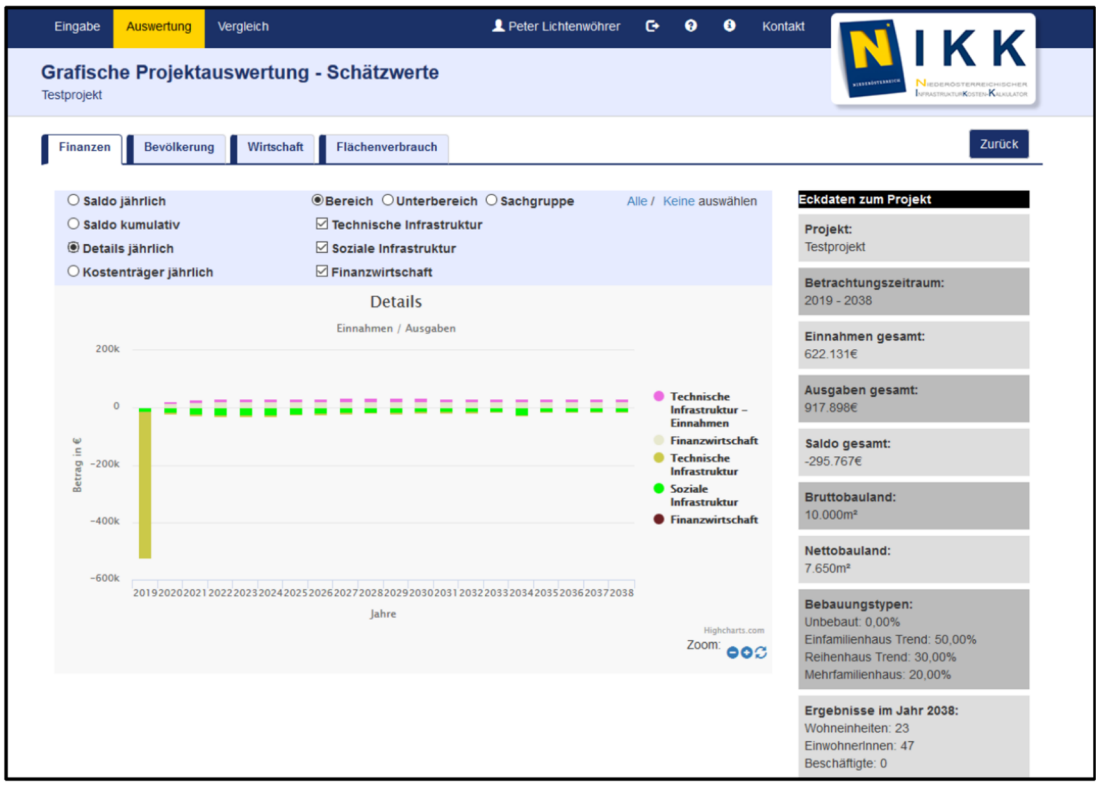 Eingabe
Auswertung
Vergleich
Peter Lichtenwöhrer
Kontakt
NIKK
NIEDERÖSTERREICH
NIEDERÖSTERREICHISCHER
INFRASTRUKTURKOSTEN-KALKULATOR
Grafische Projektauswertung - Schätzwerte
Testprojekt
Finanzen
Bevölkerung
Wirtschaft
Flächenverbrauch
Zurück
Saldo jährlich
Bereich
Unterbereich
Sachgruppe
Alle / Keine auswählen
Saldo kumulativ
Technische Infrastruktur
Details jährlich
Soziale Infrastruktur
Kostenträger jährlich
Finanzwirtschaft
Details
Einnahmen / Ausgaben
200k
0
-200k
-400k
-600k
Betrag in €
2019 2020 2021 2022 2023 2024 2025 2026 2027 2028 2029 2030 2031 2032 2033 2034 2035 2036 2037 2038
Jahre
Technische
Infrastruktur –
Einnahmen
Finanzwirtschaft
Technische
Infrastruktur
Soziale
Infrastruktur
Finanzwirtschaft
Highcharts.com
Zoom:
Eckdaten zum Projekt
Projekt:
Testprojekt
Betrachtungszeitraum:
2019 - 2038
Einnahmen gesamt:
622.131€
Ausgaben gesamt:
917.898€
Saldo gesamt:
-295.767€
Bruttobauland:
10.000m²
Nettobauland:
7.650m²
Bebauungstypen:
Unbebaut: 0,00%
Einfamilienhaus Trend: 50,00%
Reihenhaus Trend: 30,00%
Mehrfamilienhaus: 20,00%
Ergebnisse im Jahr 2038:
Wohneinheiten: 23
EinwohnerInnen: 47
Beschäftigte: 0